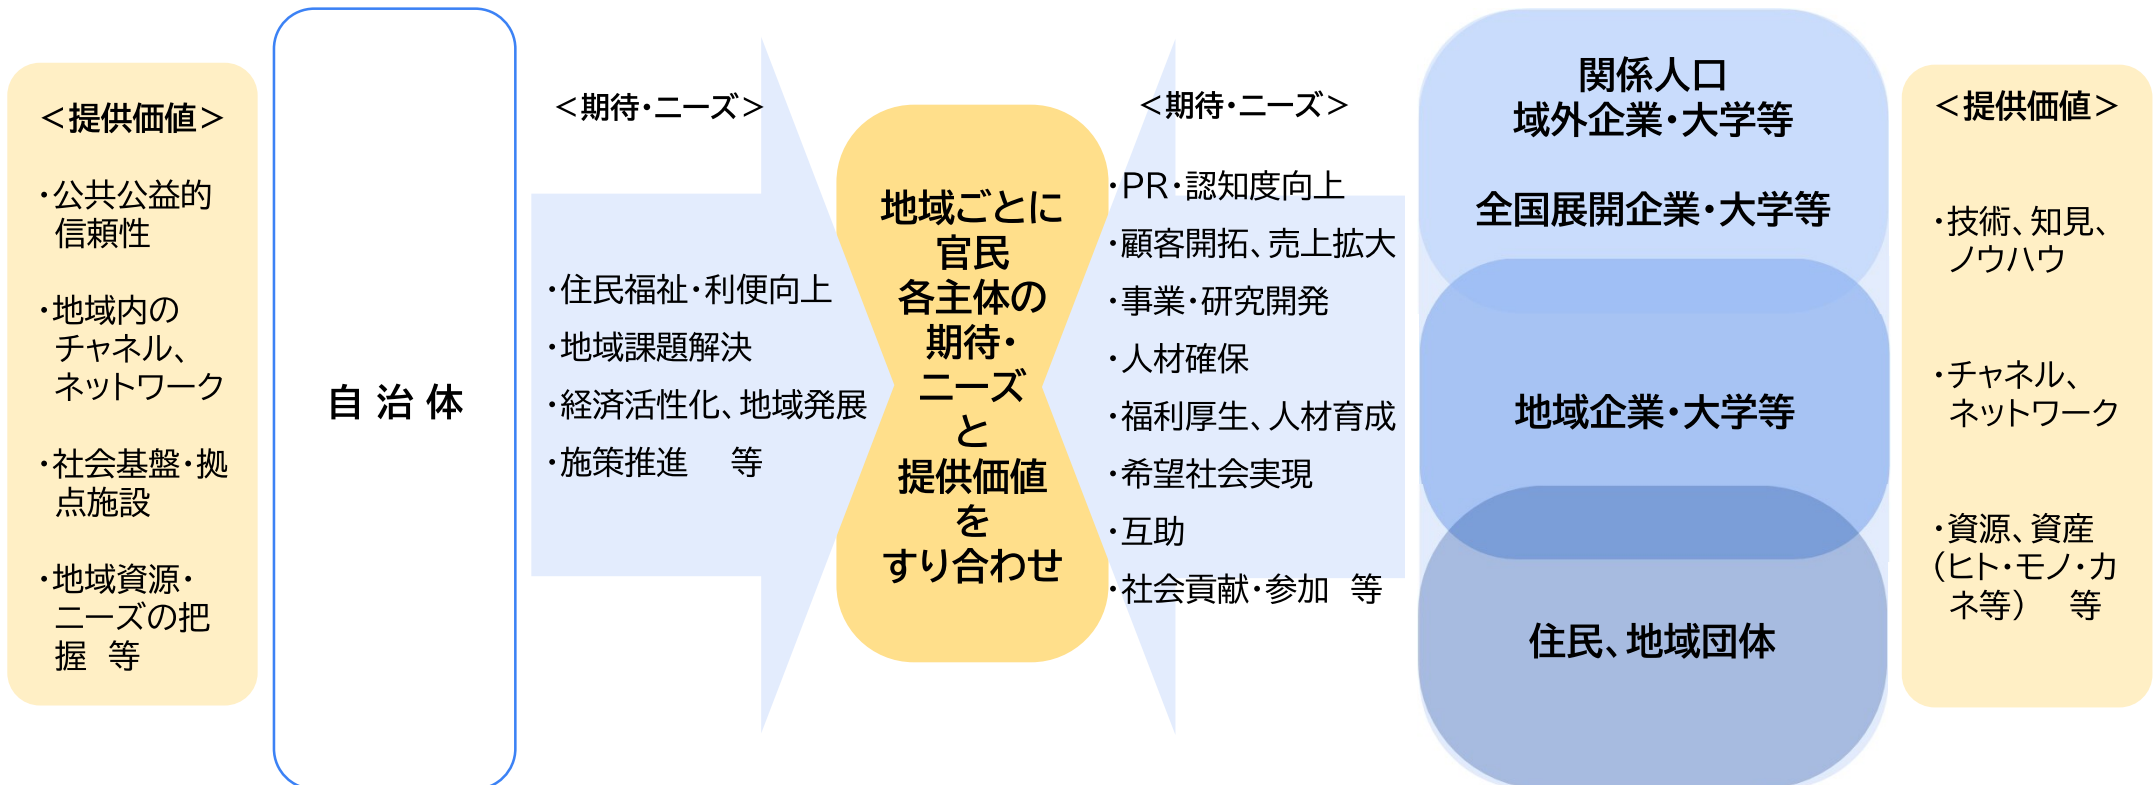 ＜提供価値＞
・公共公益的
信頼性
・地域内の
チャネル、
ネットワーク
・社会基盤・拠
点施設
・地域資源・
ニーズの把
握　等
自 治 体
＜期待・ニーズ＞
・住民福祉・利便向上
・地域課題解決
・経済活性化、地域発展
・施策推進　等
地域ごとに
官民
各主体の
期待・
ニーズ
と
提供価値
を
すり合わせ
＜期待・ニーズ＞
・PR・認知度向上
・顧客開拓、売上拡大
・事業・研究開発
・人材確保
・福利厚生、人材育成
・希望社会実現
・互助
・社会貢献・参加　等
関係人口
域外企業・大学等
全国展開企業・大学等
地域企業・大学等
住民、地域団体
＜提供価値＞
・技術、知見、
ノウハウ
・チャネル、
ネットワーク
・資源、資産
（ヒト・モノ・カ
ネ等）　等